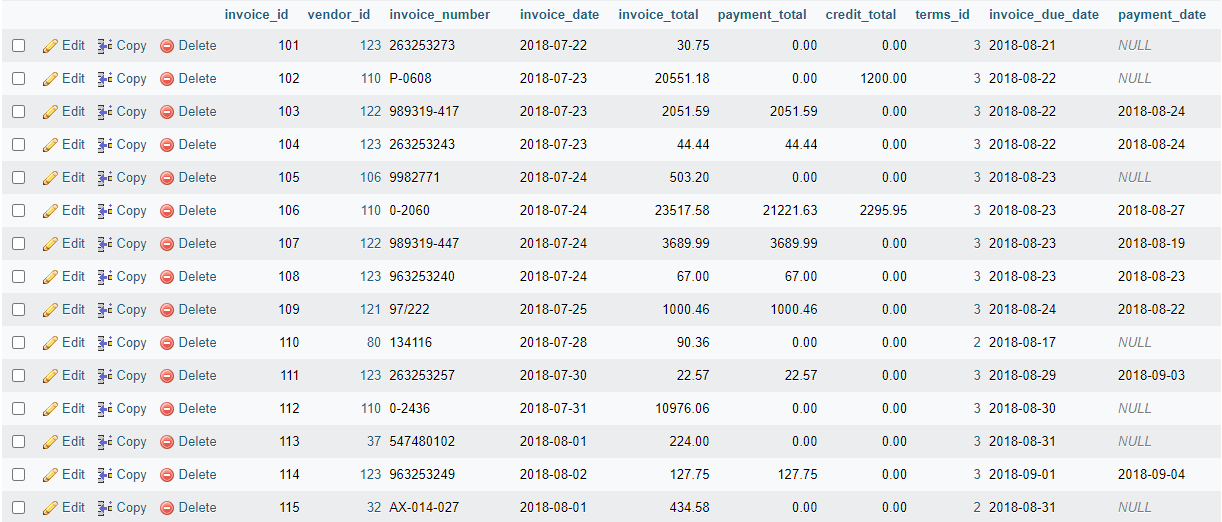 invoice_id vendor_id invoice_number invoice_date invoice_total payment_total credit_total terms_id invoice_due_date payment_date
Edit Copy Delete 101 123 263253273 2018-07-22 30.75 0.00 0.00 3 2018-08-21 NULL
Edit Copy Delete 102 110 P-0608 2018-07-23 20551.18 0.00 1200.00 3 2018-08-22 NULL
Edit Copy Delete 103 122 989319-417 2018-07-23 2051.59 2051.59 0.00 3 2018-08-22 2018-08-24
Edit Copy Delete 104 123 263253243 2018-07-23 44.44 44.44 0.00 3 2018-08-22 2018-08-24
Edit Copy Delete 105 106 9982771 2018-07-24 503.20 0.00 0.00 3 2018-08-23 NULL
Edit Copy Delete 106 110 0-2060 2018-07-24 23517.58 21221.63 2295.95 3 2018-08-23 2018-08-27
Edit Copy Delete 107 122 989319-447 2018-07-24 3689.99 3689.99 0.00 3 2018-08-23 2018-08-19
Edit Copy Delete 108 123 963253240 2018-07-24 67.00 67.00 0.00 3 2018-08-23 2018-08-23
Edit Copy Delete 109 121 97/222 2018-07-25 1000.46 1000.46 0.00 3 2018-08-24 2018-08-22
Edit Copy Delete 110 80 134116 2018-07-28 90.36 0.00 0.00 2 2018-08-17 NULL
Edit Copy Delete 111 123 263253257 2018-07-30 22.57 22.57 0.00 3 2018-08-29 2018-09-03
Edit Copy Delete 112 110 0-2436 2018-07-31 10976.06 0.00 0.00 3 2018-08-30 NULL
Edit Copy Delete 113 37 547480102 2018-08-01 224.00 0.00 0.00 3 2018-08-31 NULL
Edit Copy Delete 114 123 963253249 2018-08-02 127.75 127.75 0.00 3 2018-09-01 2018-09-04
Edit Copy Delete 115 32 AX-014-027 2018-08-01 434.58 0.00 0.00 2 2018-08-31 NULL